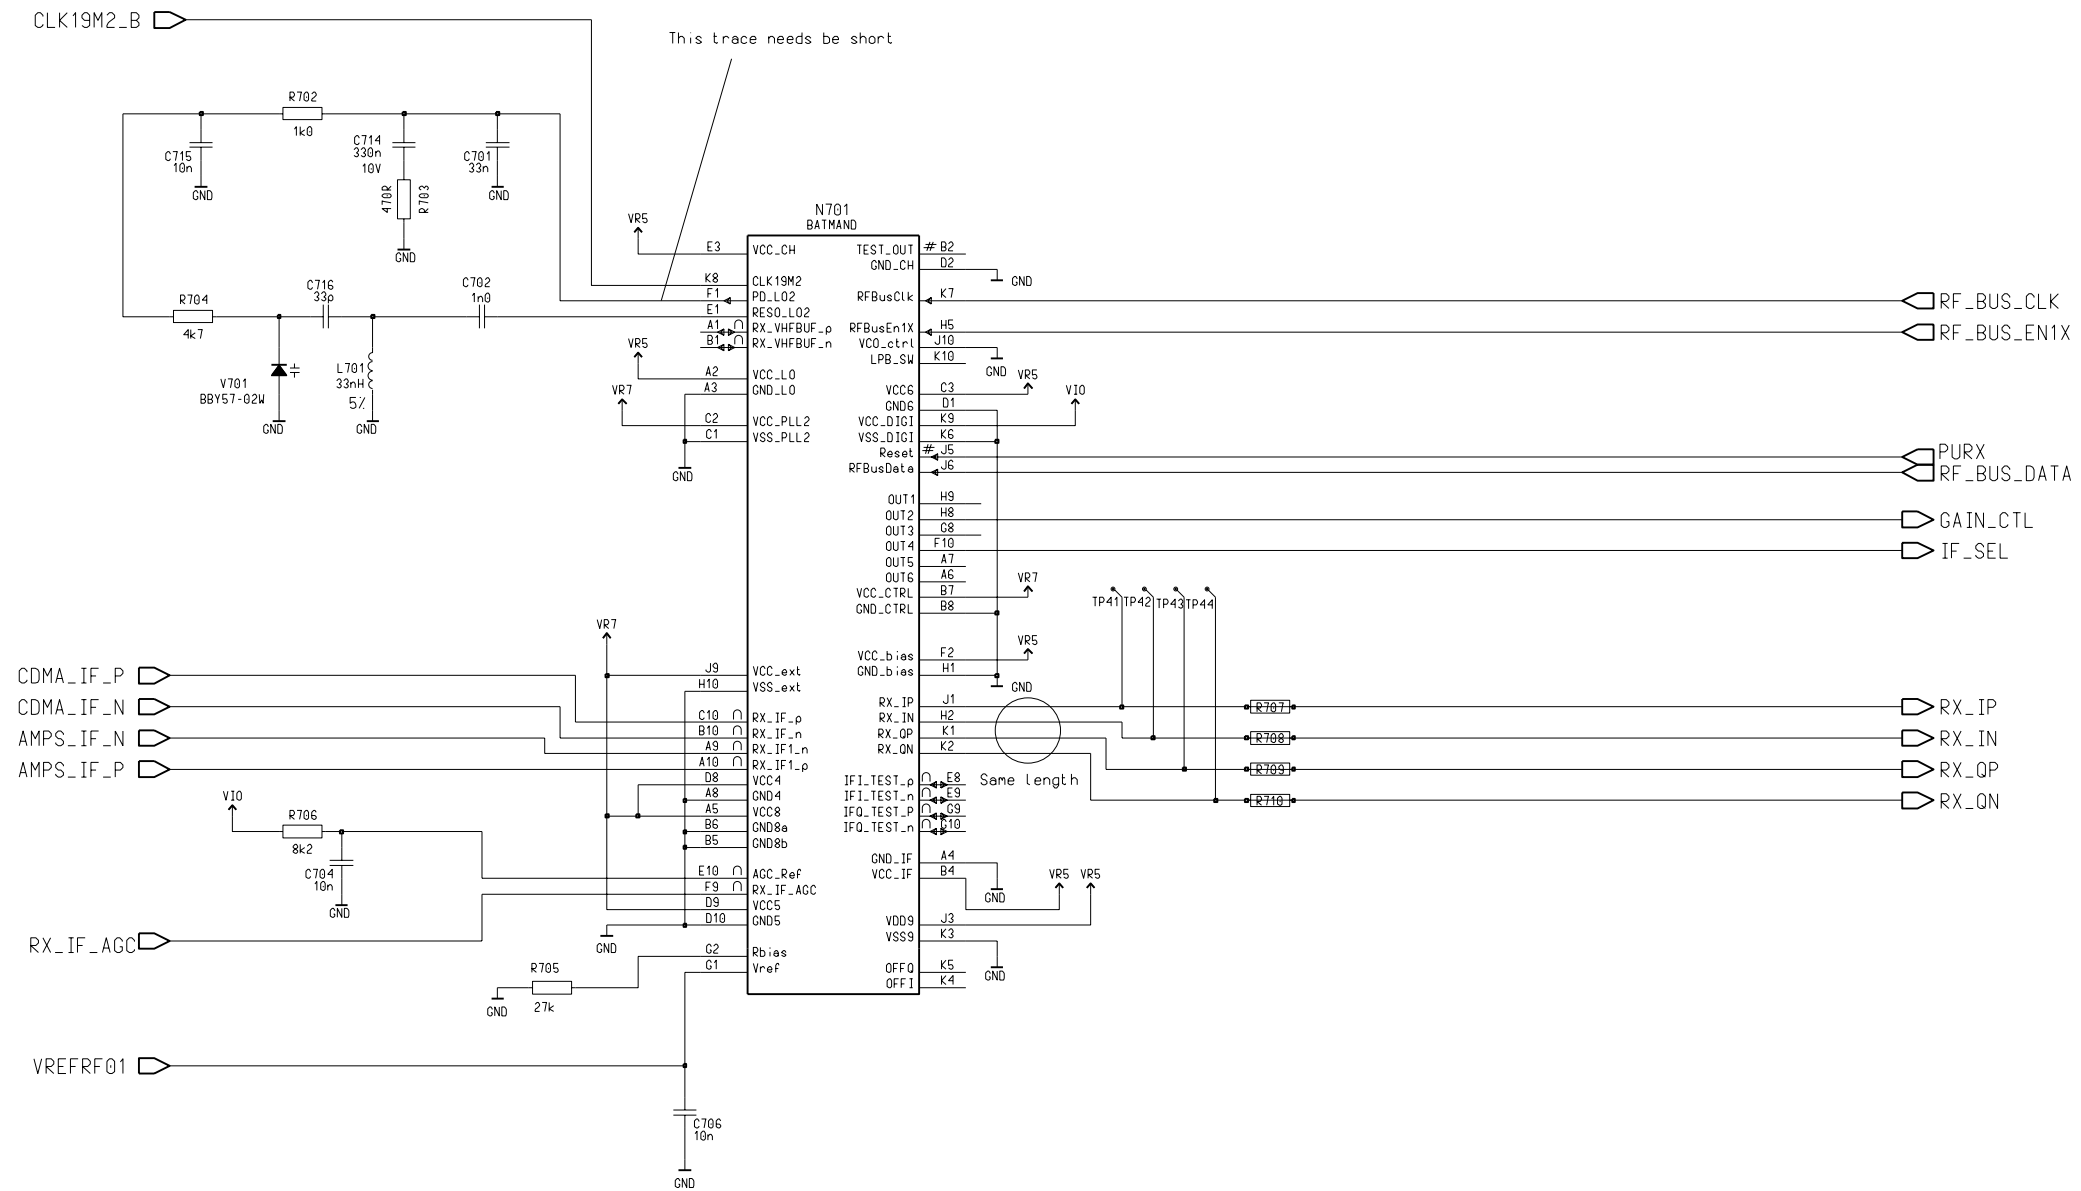 CLK19M2_B
This trace needs be short
R702
1k0
C715
10n
GND
C714
330n
10V
470R
R703
GND
C701
33n
GND
R704
4k7
V701
BBY57-02W
GND
C716
33p
L701
33nH
5%
GND
C702
1n0
N701
BATMAND
VR5
E3 VCC_CH
K8 CLK19M2
F1 PD_LO2
E1 RESO_LO2
A1 RX_VHFBUF_p
B1 RX_VHFBUF_n
VR5
A2 VCC_LO
A3 GND_LO
VR7
C2 VCC_PLL2
C1 VSS_PLL2
GND
VR7
J9 VCC_ext
H10 VSS_ext
C10 RX_IF_p
B10 RX_IF_n
A9 RX_IF1_n
A10 RX_IF1_p
D8 VCC4
A8 GND4
A5 VCC8
B6 GND8a
B5 GND8b
E10 AGC_Ref
F9 RX_IF_AGC
D9 VCC5
D10 GND5
GND
G2 Rbias
G1 Vref
CDMA_IF_P
CDMA_IF_N
AMPS_IF_N
AMPS_IF_P
VIO
R706
8k2
C704
10n
GND
RX_IF_AGC
R705
27k
GND
VREFRF01
C706
10n
GND
TEST_OUT # B2
GND_CH D2
GND
RFBusClk K7
RF_BUS_CLK
RFBusEn1X H5
RF_BUS_EN1X
VCO_ctrl J10
LPB_SW K10
GND
VCC6 C3
VR5
GND6 D1
VCC_DIGI K9
VIO
VSS_DIGI K6
Reset # J5
PURX
RFBusData J6
RF_BUS_DATA
OUT1 H9
OUT2 H8
GAIN_CTL
OUT3 G8
OUT4 F10
IF_SEL
OUT5 A7
OUT6 A6
VCC_CTRL B7
VR7
GND_CTRL B8
VCC_bias F2
VR5
GND_bias H1
GND
TP41 TP42 TP43 TP44
RX_IP J1
R707
RX_IP
RX_IN H2
R708
RX_IN
RX_QP K1
R709
RX_QP
RX_QN K2
R710
RX_QN
Same length
IFI_TEST_p E8
IFI_TEST_n E9
IFQ_TEST_P G9
IFQ_TEST_n G10
GND_IF A4
VCC_IF B4
GND
VR5 VR5
VDD9 J3
VSS9 K3
GND
OFFQ K5
OFFI K4